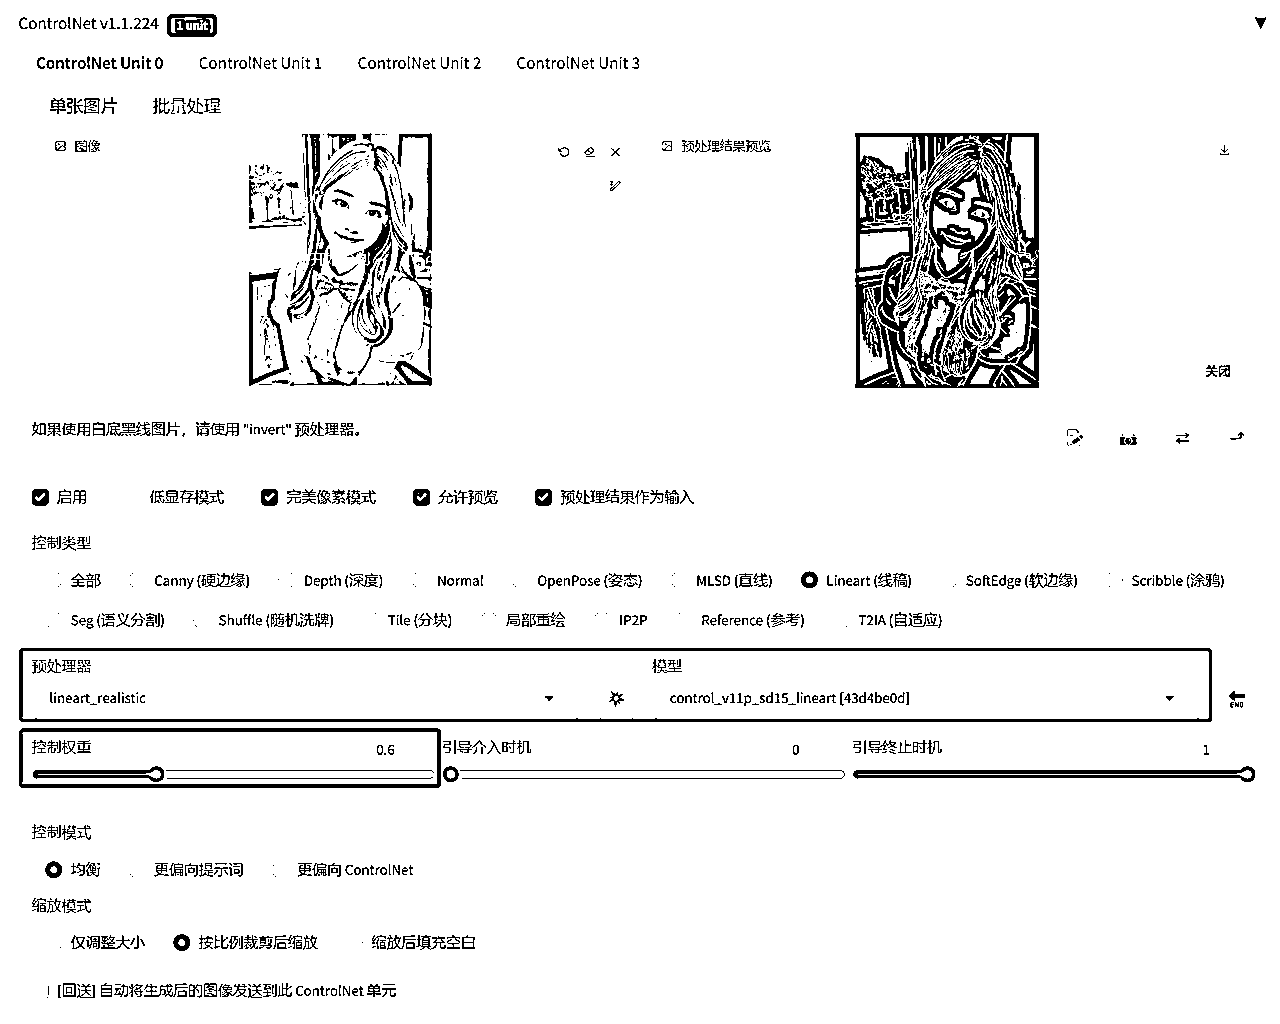 ControlNet v1.1.224 [1 unit]
ControlNet Unit 0 ControlNet Unit 1 ControlNet Unit 2 ControlNet Unit 3
单张图片 批量处理
图像 预处理结果预览
关闭
如果使用白底黑线图片，请使用 "invert" 预处理器。
启用 低显存模式 完美像素模式 允许预览 预处理结果作为输入
控制类型
全部 Canny (硬边缘) Depth (深度) Normal OpenPose (姿态) MLSD (直线) Lineart (线稿) SoftEdge (软边缘) Scribble (涂鸦)
Seg (语义分割) Shuffle (随机洗牌) Tile (分块) 局部重绘 IP2P Reference (参考) T2IA (自适应)
预处理器 模型
lineart_realistic control_v11p_sd15_lineart [43d4be0d]
END
控制权重 0.6 引导介入时机 0 引导终止时机 1
控制模式
均衡 更偏向提示词 更偏向 ControlNet
缩放模式
仅调整大小 按比例裁剪后缩放 缩放后填充空白
[回送] 自动将生成后的图像发送到此 ControlNet 单元